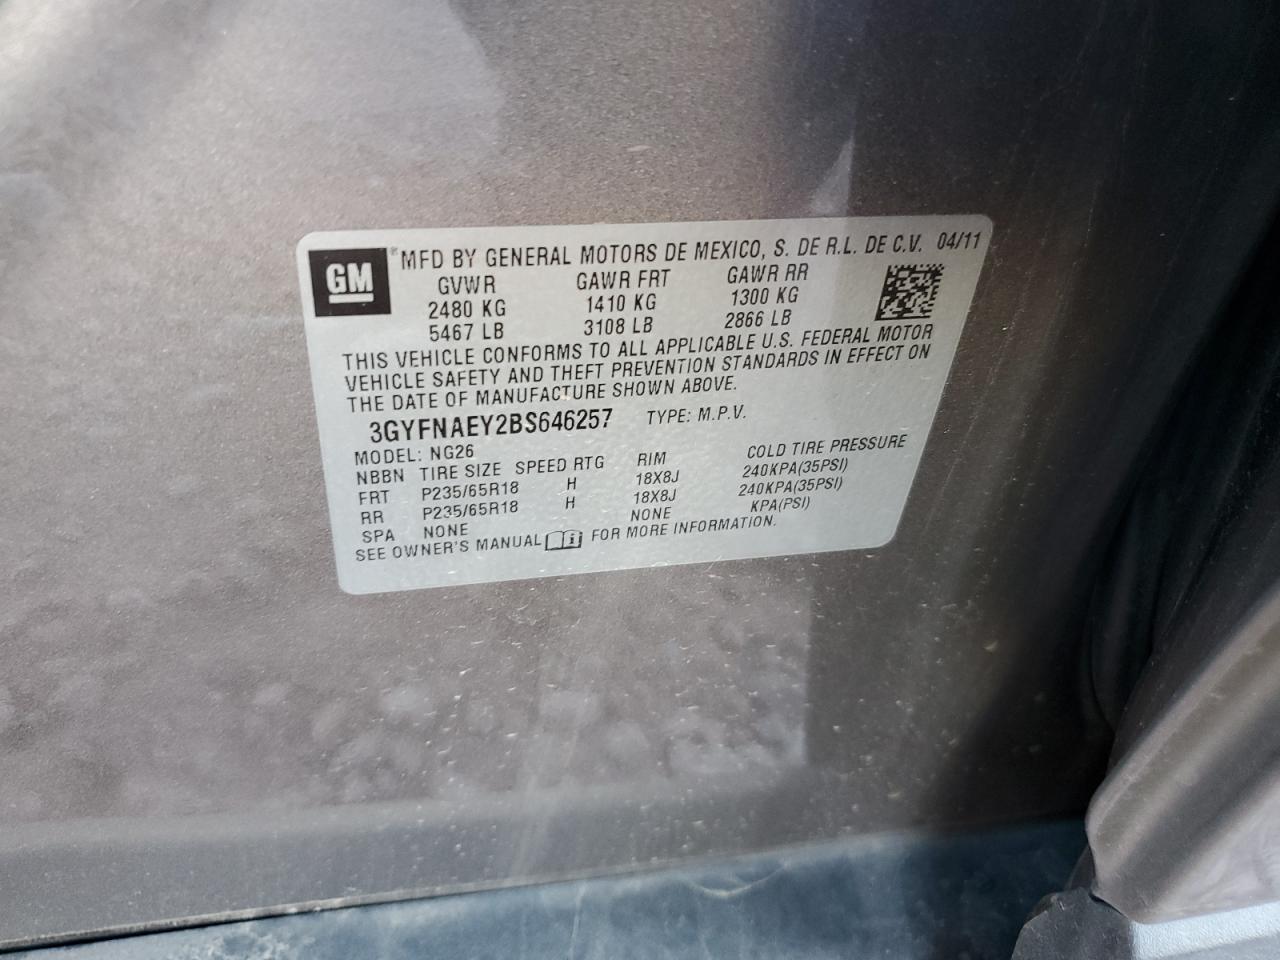 GM
MFD BY GENERAL MOTORS DE MEXICO, S. DE R.L. DE C.V. 04/11
GVWR GAWR FRT GAWR RR
2480 KG 1410 KG 1300 KG
5467 LB 3108 LB 2866 LB
THIS VEHICLE CONFORMS TO ALL APPLICABLE U.S. FEDERAL MOTOR
VEHICLE SAFETY AND THEFT PREVENTION STANDARDS IN EFFECT ON
THE DATE OF MANUFACTURE SHOWN ABOVE.
3GYFNAEY2BS646257 TYPE: M.P.V.
MODEL: NG26
NBBN TIRE SIZE SPEED RTG RIM COLD TIRE PRESSURE
FRT P235/65R18 H 18X8J 240KPA(35PSI)
RR P235/65R18 H 18X8J 240KPA(35PSI)
SPA NONE NONE KPA(PSI)
SEE OWNER'S MANUAL FOR MORE INFORMATION.